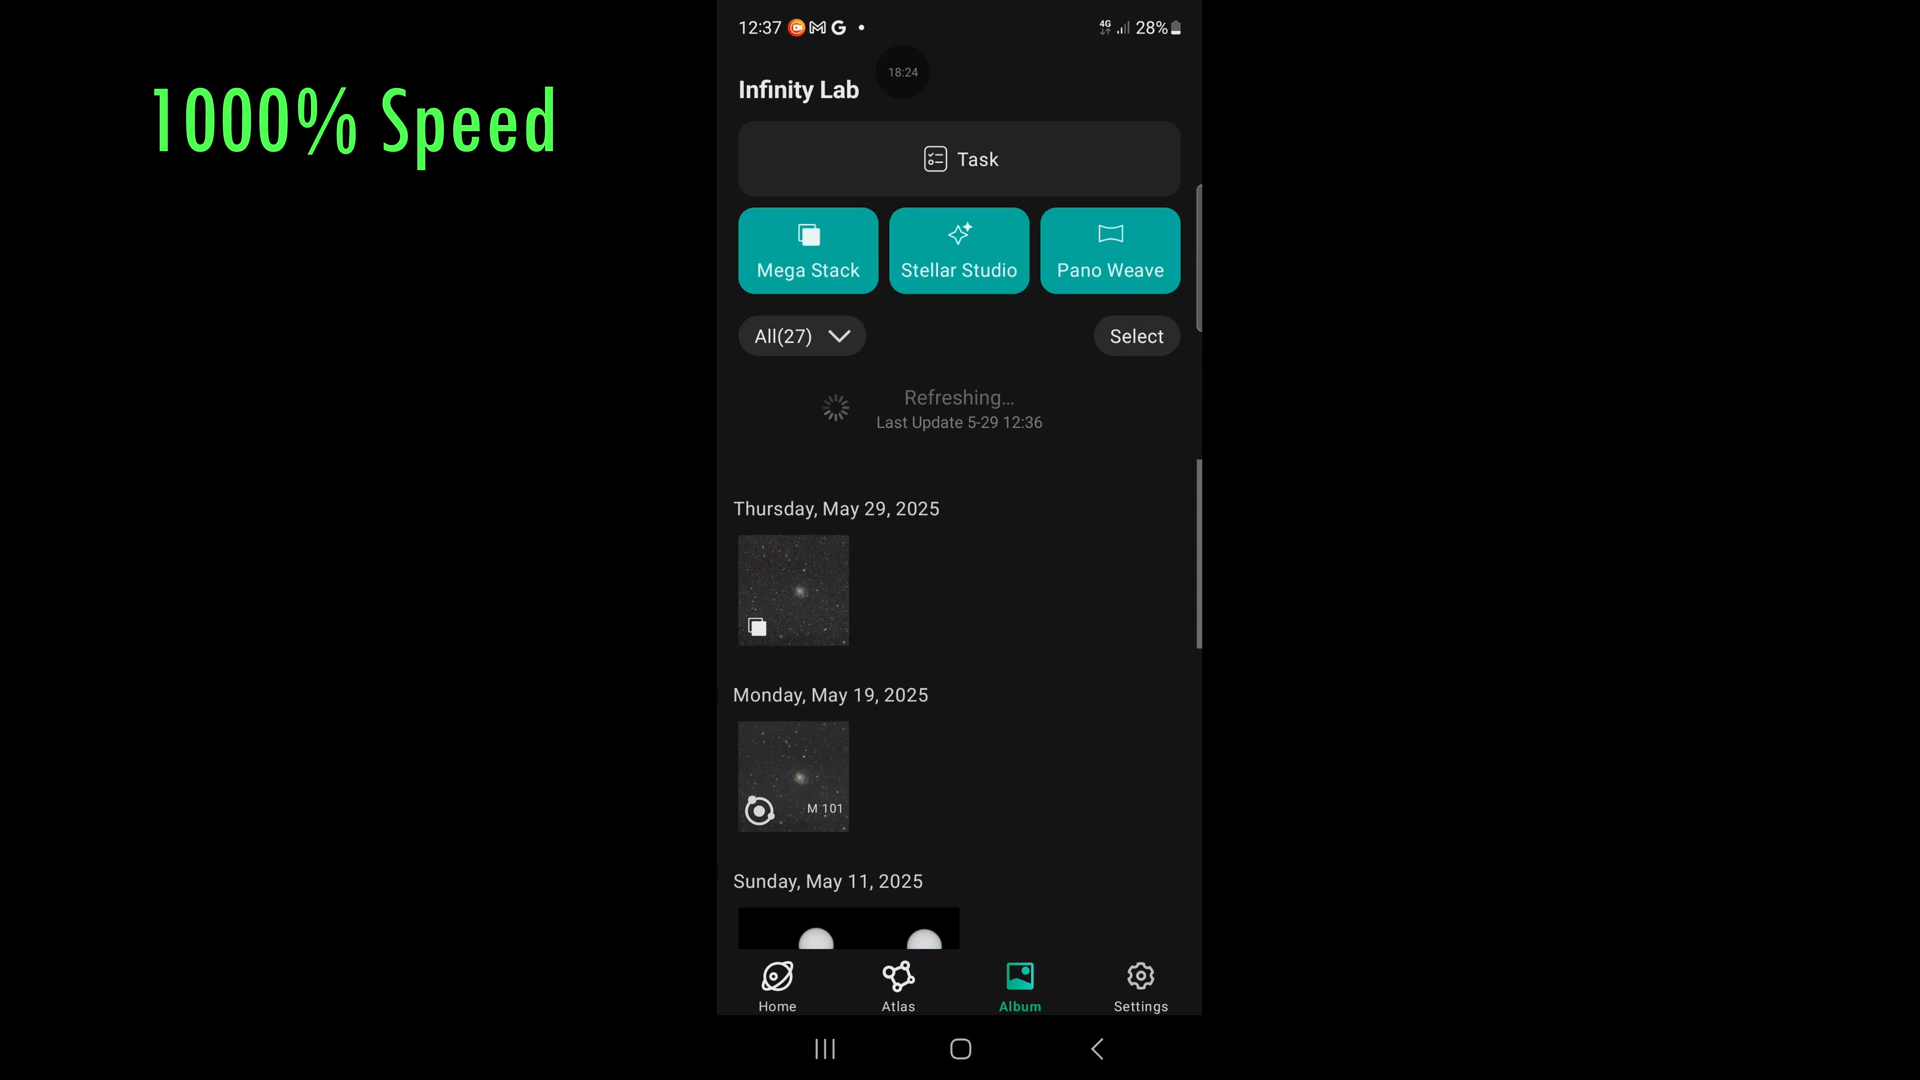 1000% Speed
12:37
4G
28%
18:24
Infinity Lab
Task
Mega Stack
Stellar Studio
Pano Weave
All(27)
Select
Refreshing...
Last Update 5-29 12:36
Thursday, May 29, 2025
Monday, May 19, 2025
M 101
Sunday, May 11, 2025
Home
Atlas
Album
Settings